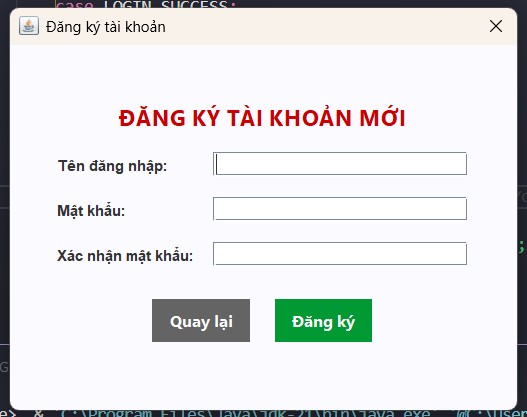 case LOGIN_SUCCESS:
Đăng ký tài khoản
ĐĂNG KÝ TÀI KHOẢN MỚI
Tên đăng nhập:
Mật khẩu:
Xác nhận mật khẩu:
;
Quay lại Đăng ký
& 'C:\Program Files\Java\jdk-21\bin\java.exe' '@C:\User